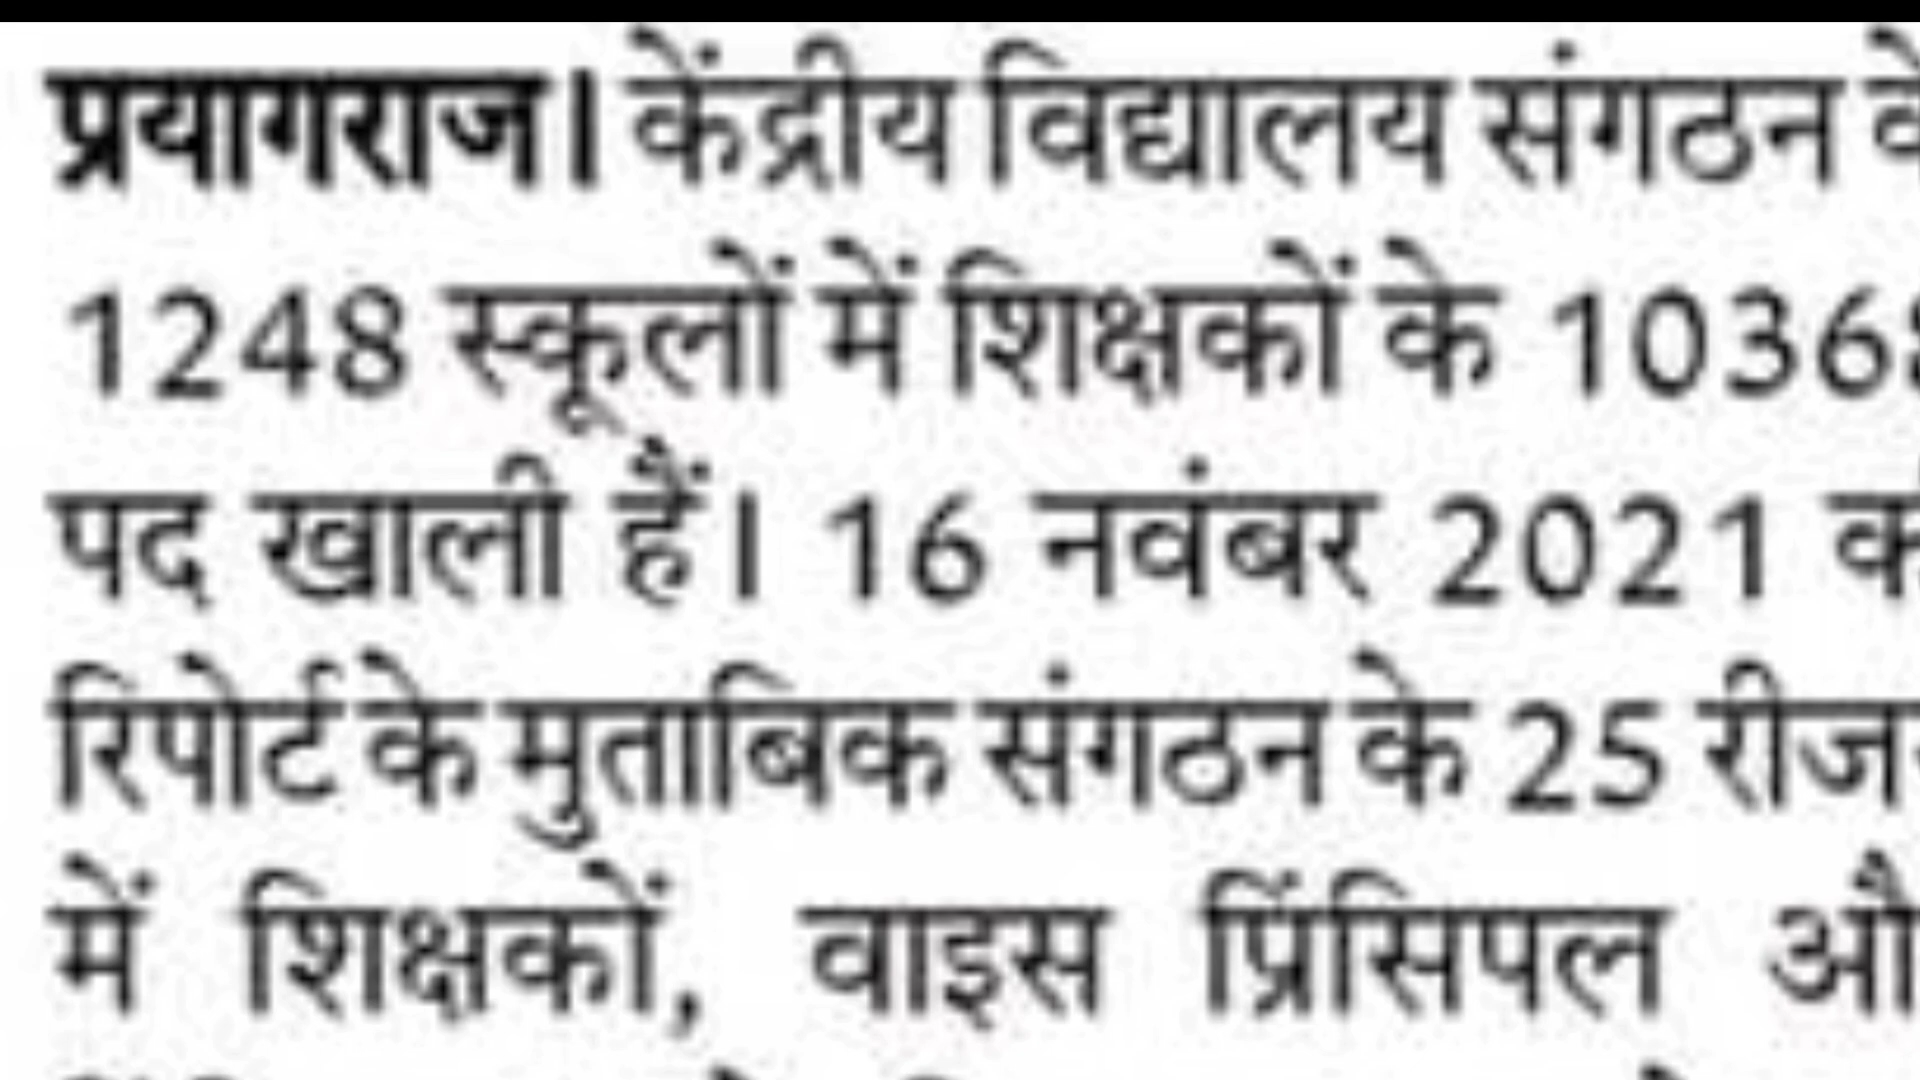 प्रयागराज। केंद्रीय विद्यालय संगठन
1248 स्कूलों में शिक्षकों के
पद खाली हैं। 16 नवंबर 2021
रिपोर्ट के मुताबिक संगठन के 25
में शिक्षकों, वाइस प्रिंसिपल